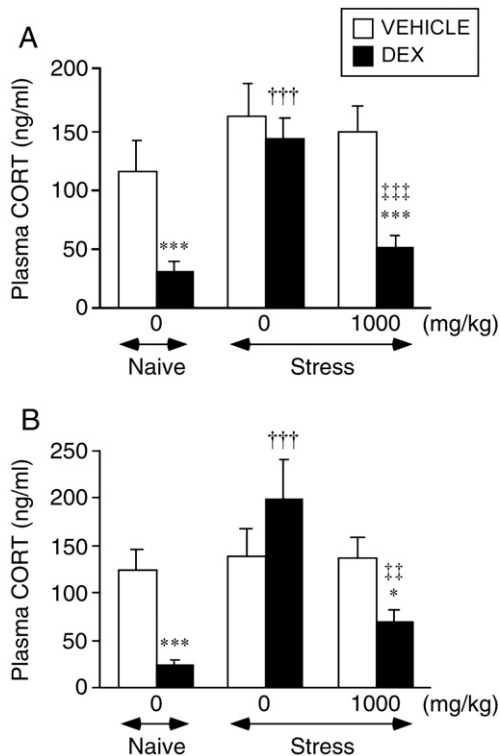 VEHICLE
DEX
A
Plasma CORT (ng/ml)
200
150
100
50
0
***
†††
‡‡‡
***
0
0
1000
(mg/kg)
Naive
Stress
B
Plasma CORT (ng/ml)
250
200
150
100
50
0
***
†††
‡‡
*
0
0
1000
(mg/kg)
Naive
Stress